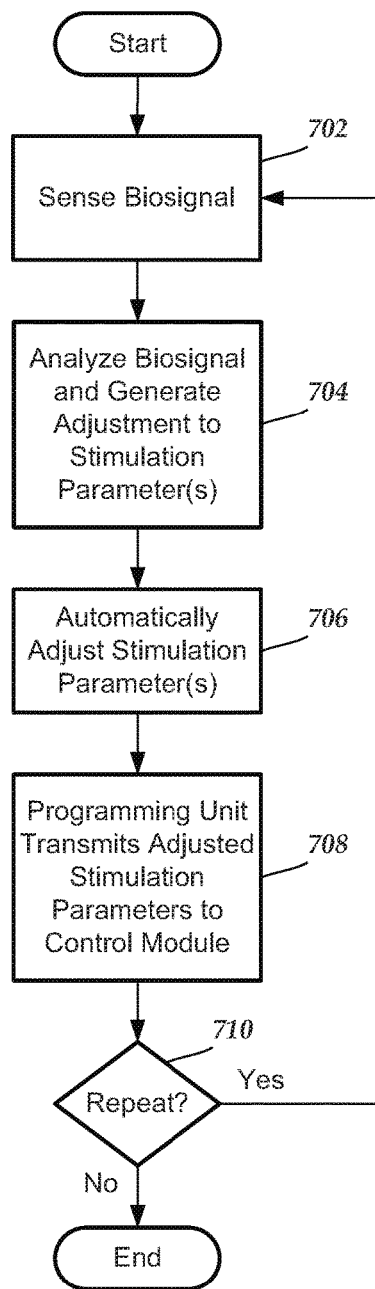 Start
702
Sense Biosignal
Analyze Biosignal
and Generate
Adjustment to
Stimulation
Parameter(s)
704
Automatically
Adjust Stimulation
Parameter(s)
706
Programming Unit
Transmits Adjusted
Stimulation
Parameters to
Control Module
708
710
Repeat?
Yes
No
End